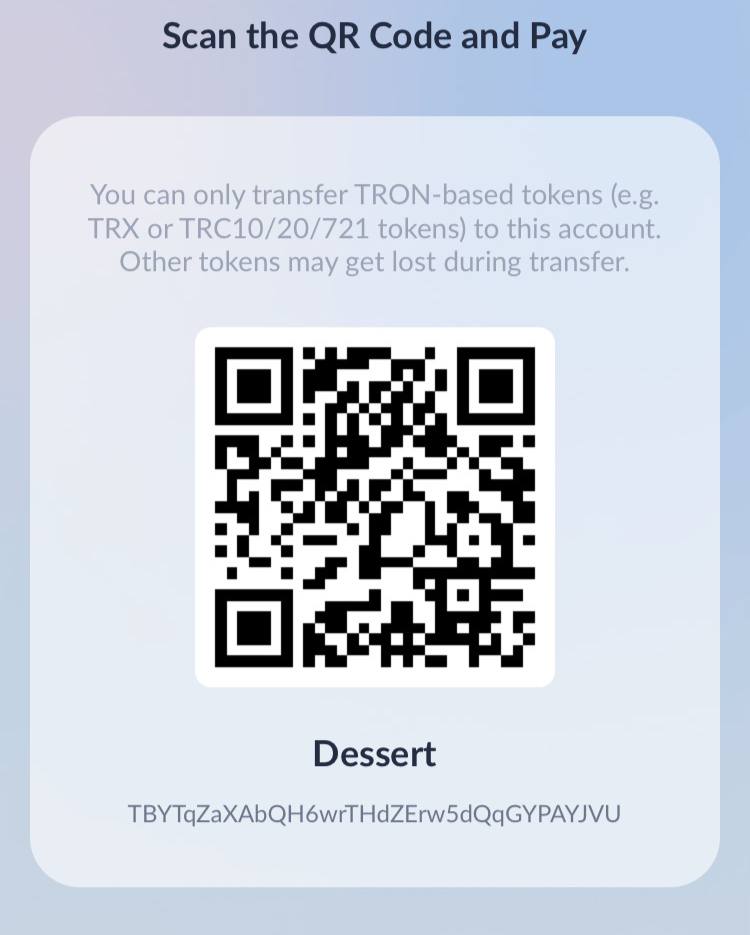 Scan the QR Code and Pay
You can only transfer TRON-based tokens (e.g.
TRX or TRC10/20/721 tokens) to this account.
Other tokens may get lost during transfer.
Dessert
TBYTqZaXAbQH6wrTHdZErw5dQqGYPAYJVU